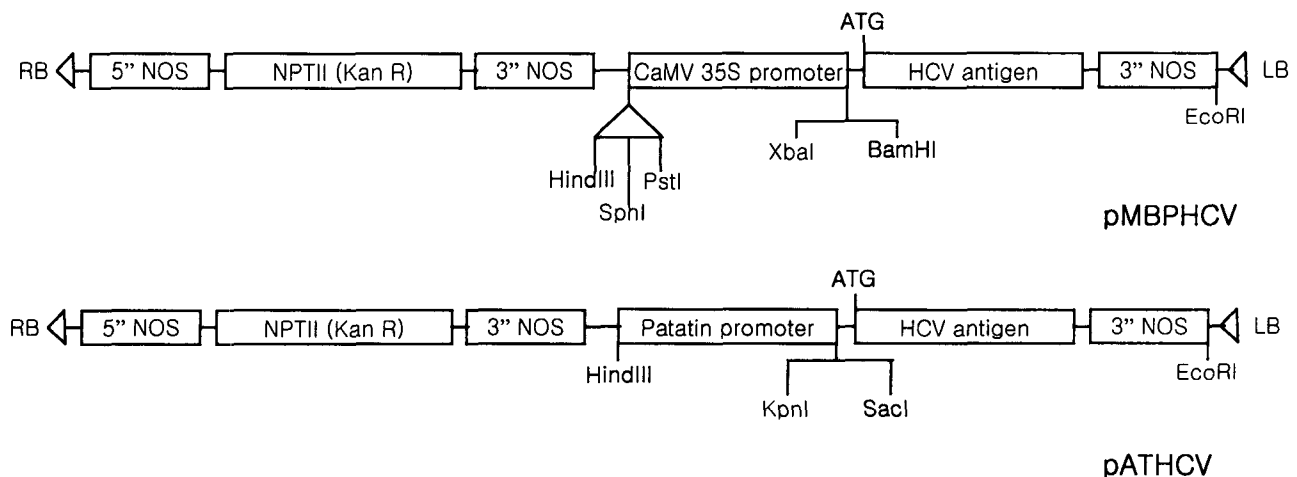 ATG
RB 5” NOS NPTII (Kan R) 3” NOS CaMV 35S promoter HCV antigen 3” NOS LB
EcoRI
XbaI BamHI
HindIII PstI
SphI
pMBPHCV
ATG
RB 5” NOS NPTII (Kan R) 3” NOS Patatin promoter HCV antigen 3” NOS LB
HindIII EcoRI
KpnI SacI
pATHCV